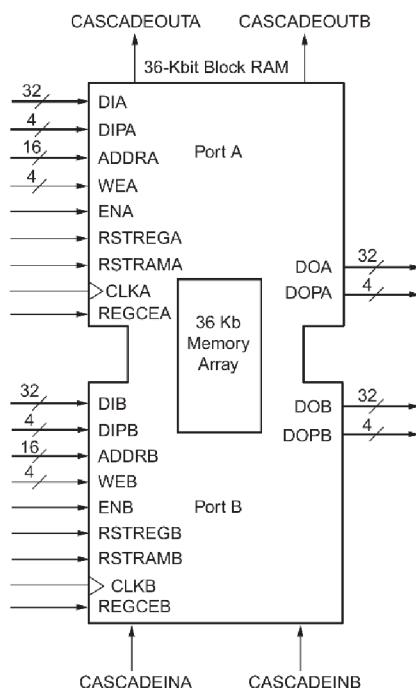 CASCADEOUTA CASCADEOUTB
36-Kbit Block RAM
32 DIA
4 DIPA
16 ADDRA
Port A
4 WEA
ENA
RSTREGA
RSTRAMA
DOA 32
CLKA
DOPA 4
REGCEA
36 Kb
Memory
Array
32 DIB
DOB 32
4 DIPB
DOPB 4
16 ADDRB
4 WEB
ENB
Port B
RSTREGB
RSTRAMB
CLKB
REGCEB
CASCADEINA CASCADEINB